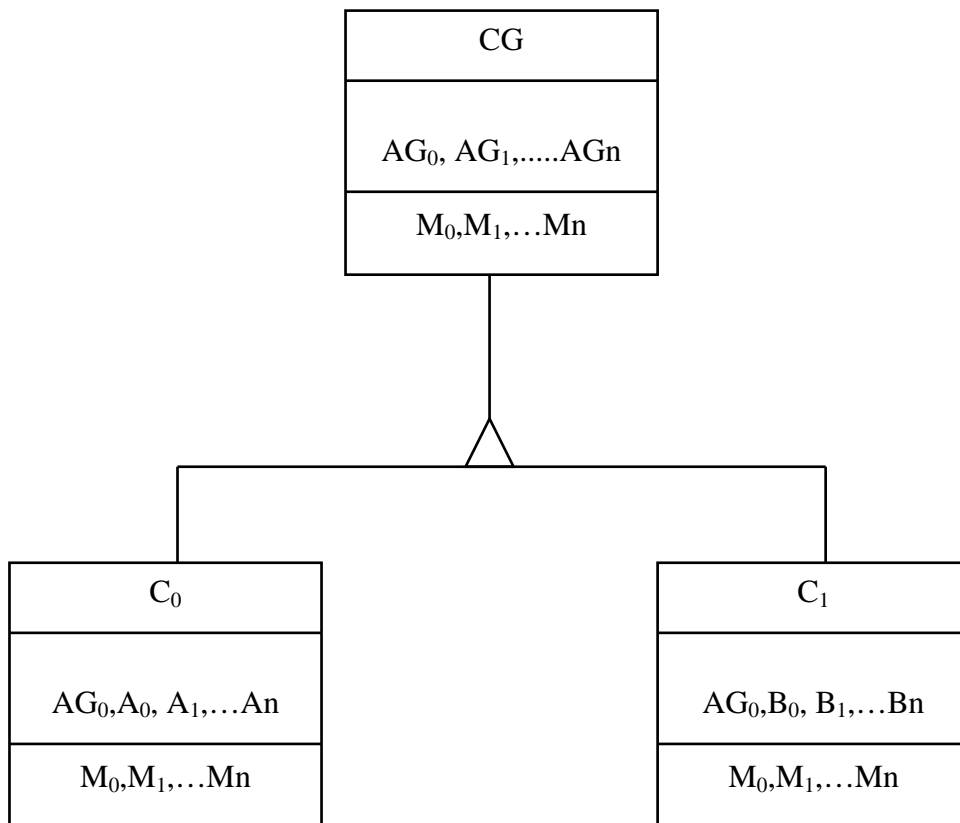 CG
AG₀, AG₁,.....AGn
M₀,M₁,…Mn
C₀
AG₀,A₀, A₁,…An
M₀,M₁,…Mn
C₁
AG₀,B₀, B₁,…Bn
M₀,M₁,…Mn